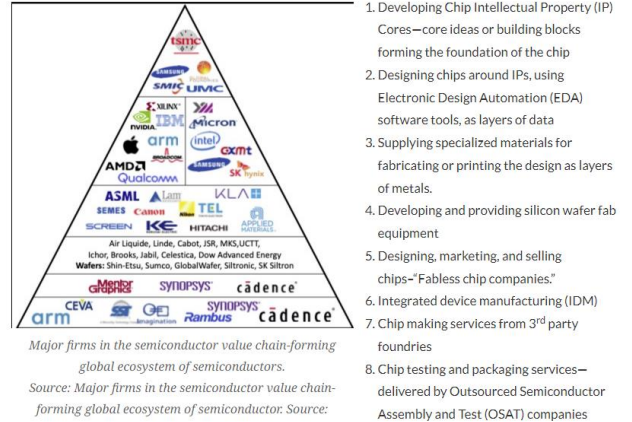 tsmc
SAMSUNG
SMIC UMC
XILINX
NVIDIA IBM Micron
arm intel
BROADCOM cxmt
AMD SAMSUNG
SK hynix
Qualcomm
ASML Lam KLA
SEMES Canon Nikon TEL
SCREEN KE HITACHI APPLIED MATERIALS
Air Liquide, Linde, Cabot, JSR, MKS,UCTT,
Ichor, Brooks, Jabil, Celestica, Dow Advanced Energy
Wafers: Shin-Etsu, Sumco, GlobalWafer, Siltronic, SK Siltron
Mentor Graphics SYNOPSYS cādence
CEVA SST Imagination SYNOPSYS
arm Rambus cādence
Major firms in the semiconductor value chain-forming
global ecosystem of semiconductors.
Source: Major firms in the semiconductor value chain-
forming global ecosystem of semiconductor. Source:
1. Developing Chip Intellectual Property (IP)
Cores—core ideas or building blocks
forming the foundation of the chip
2. Designing chips around IPs, using
Electronic Design Automation (EDA)
software tools, as layers of data
3. Supplying specialized materials for
fabricating or printing the design as layers
of metals.
4. Developing and providing silicon wafer fab
equipment
5. Designing, marketing, and selling
chips–“Fabless chip companies.”
6. Integrated device manufacturing (IDM)
7. Chip making services from 3rd party
foundries
8. Chip testing and packaging services—
delivered by Outsourced Semiconductor
Assembly and Test (OSAT) companies